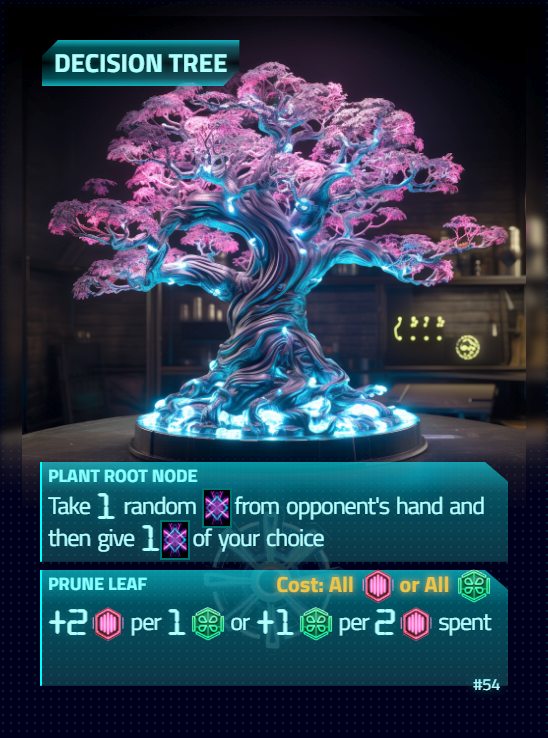 DECISION TREE
PLANT ROOT NODE
Take 1 random from opponent's hand and
then give 1 of your choice
PRUNE LEAF
Cost: All or All
+2 per 1 or +1 per 2 spent
#54